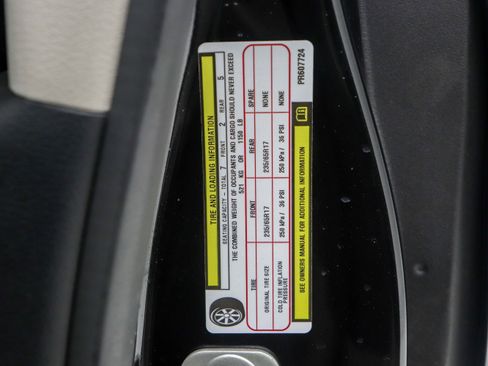 TIRE AND LOADING INFORMATION
SEATING CAPACITY - TOTAL 7 FRONT 2 REAR 5
THE COMBINED WEIGHT OF OCCUPANTS AND CARGO SHOULD NEVER EXCEED
521 KG OR 1150 LB
TIRE FRONT REAR SPARE
ORIGINAL TIRE SIZE 235/65R17 235/65R17 NONE
COLD TIRE INFLATION PRESSURE 250 kPa / 36 PSI 250 kPa / 36 PSI NONE
SEE OWNERS MANUAL FOR ADDITIONAL INFORMATION
PR607724